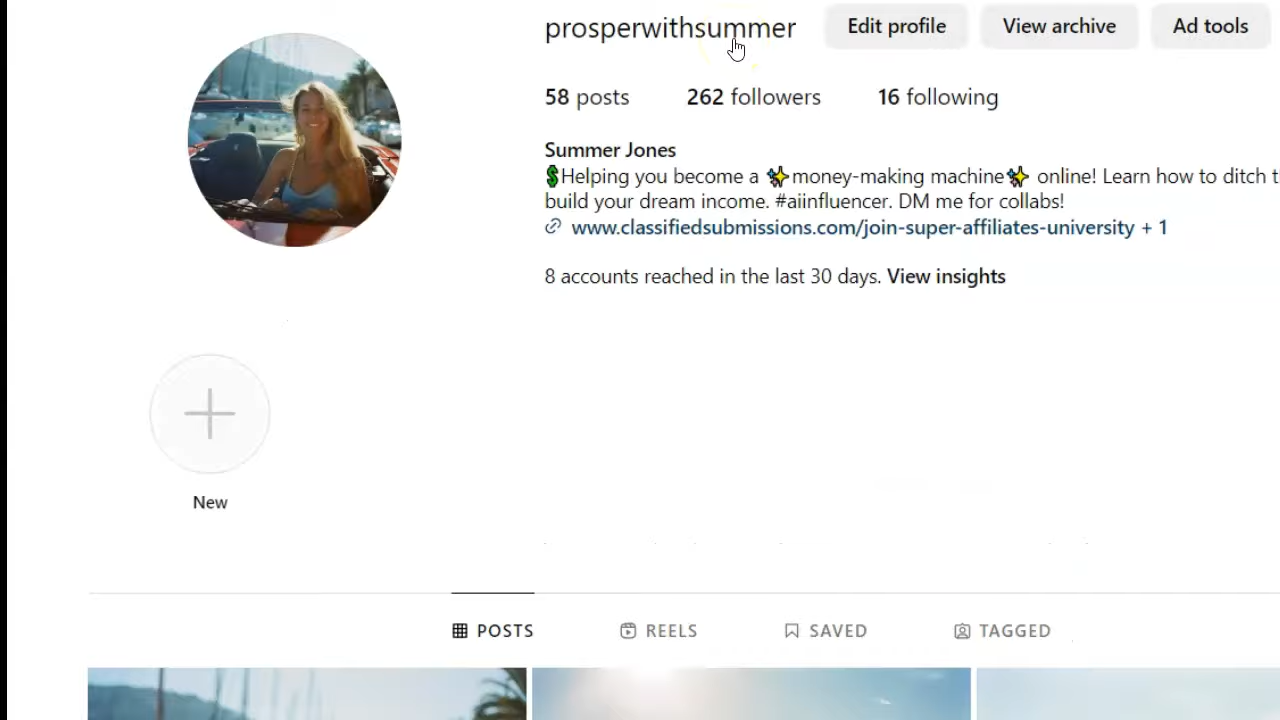 prosperwithsummer Edit profile View archive Ad tools
58 posts 262 followers 16 following
Summer Jones
💲Helping you become a ✨money-making machine✨ online! Learn how to ditch
build your dream income. #aiinfluencer. DM me for collabs!
www.classifiedsubmissions.com/join-super-affiliates-university + 1
8 accounts reached in the last 30 days. View insights
New
POSTS REELS SAVED TAGGED